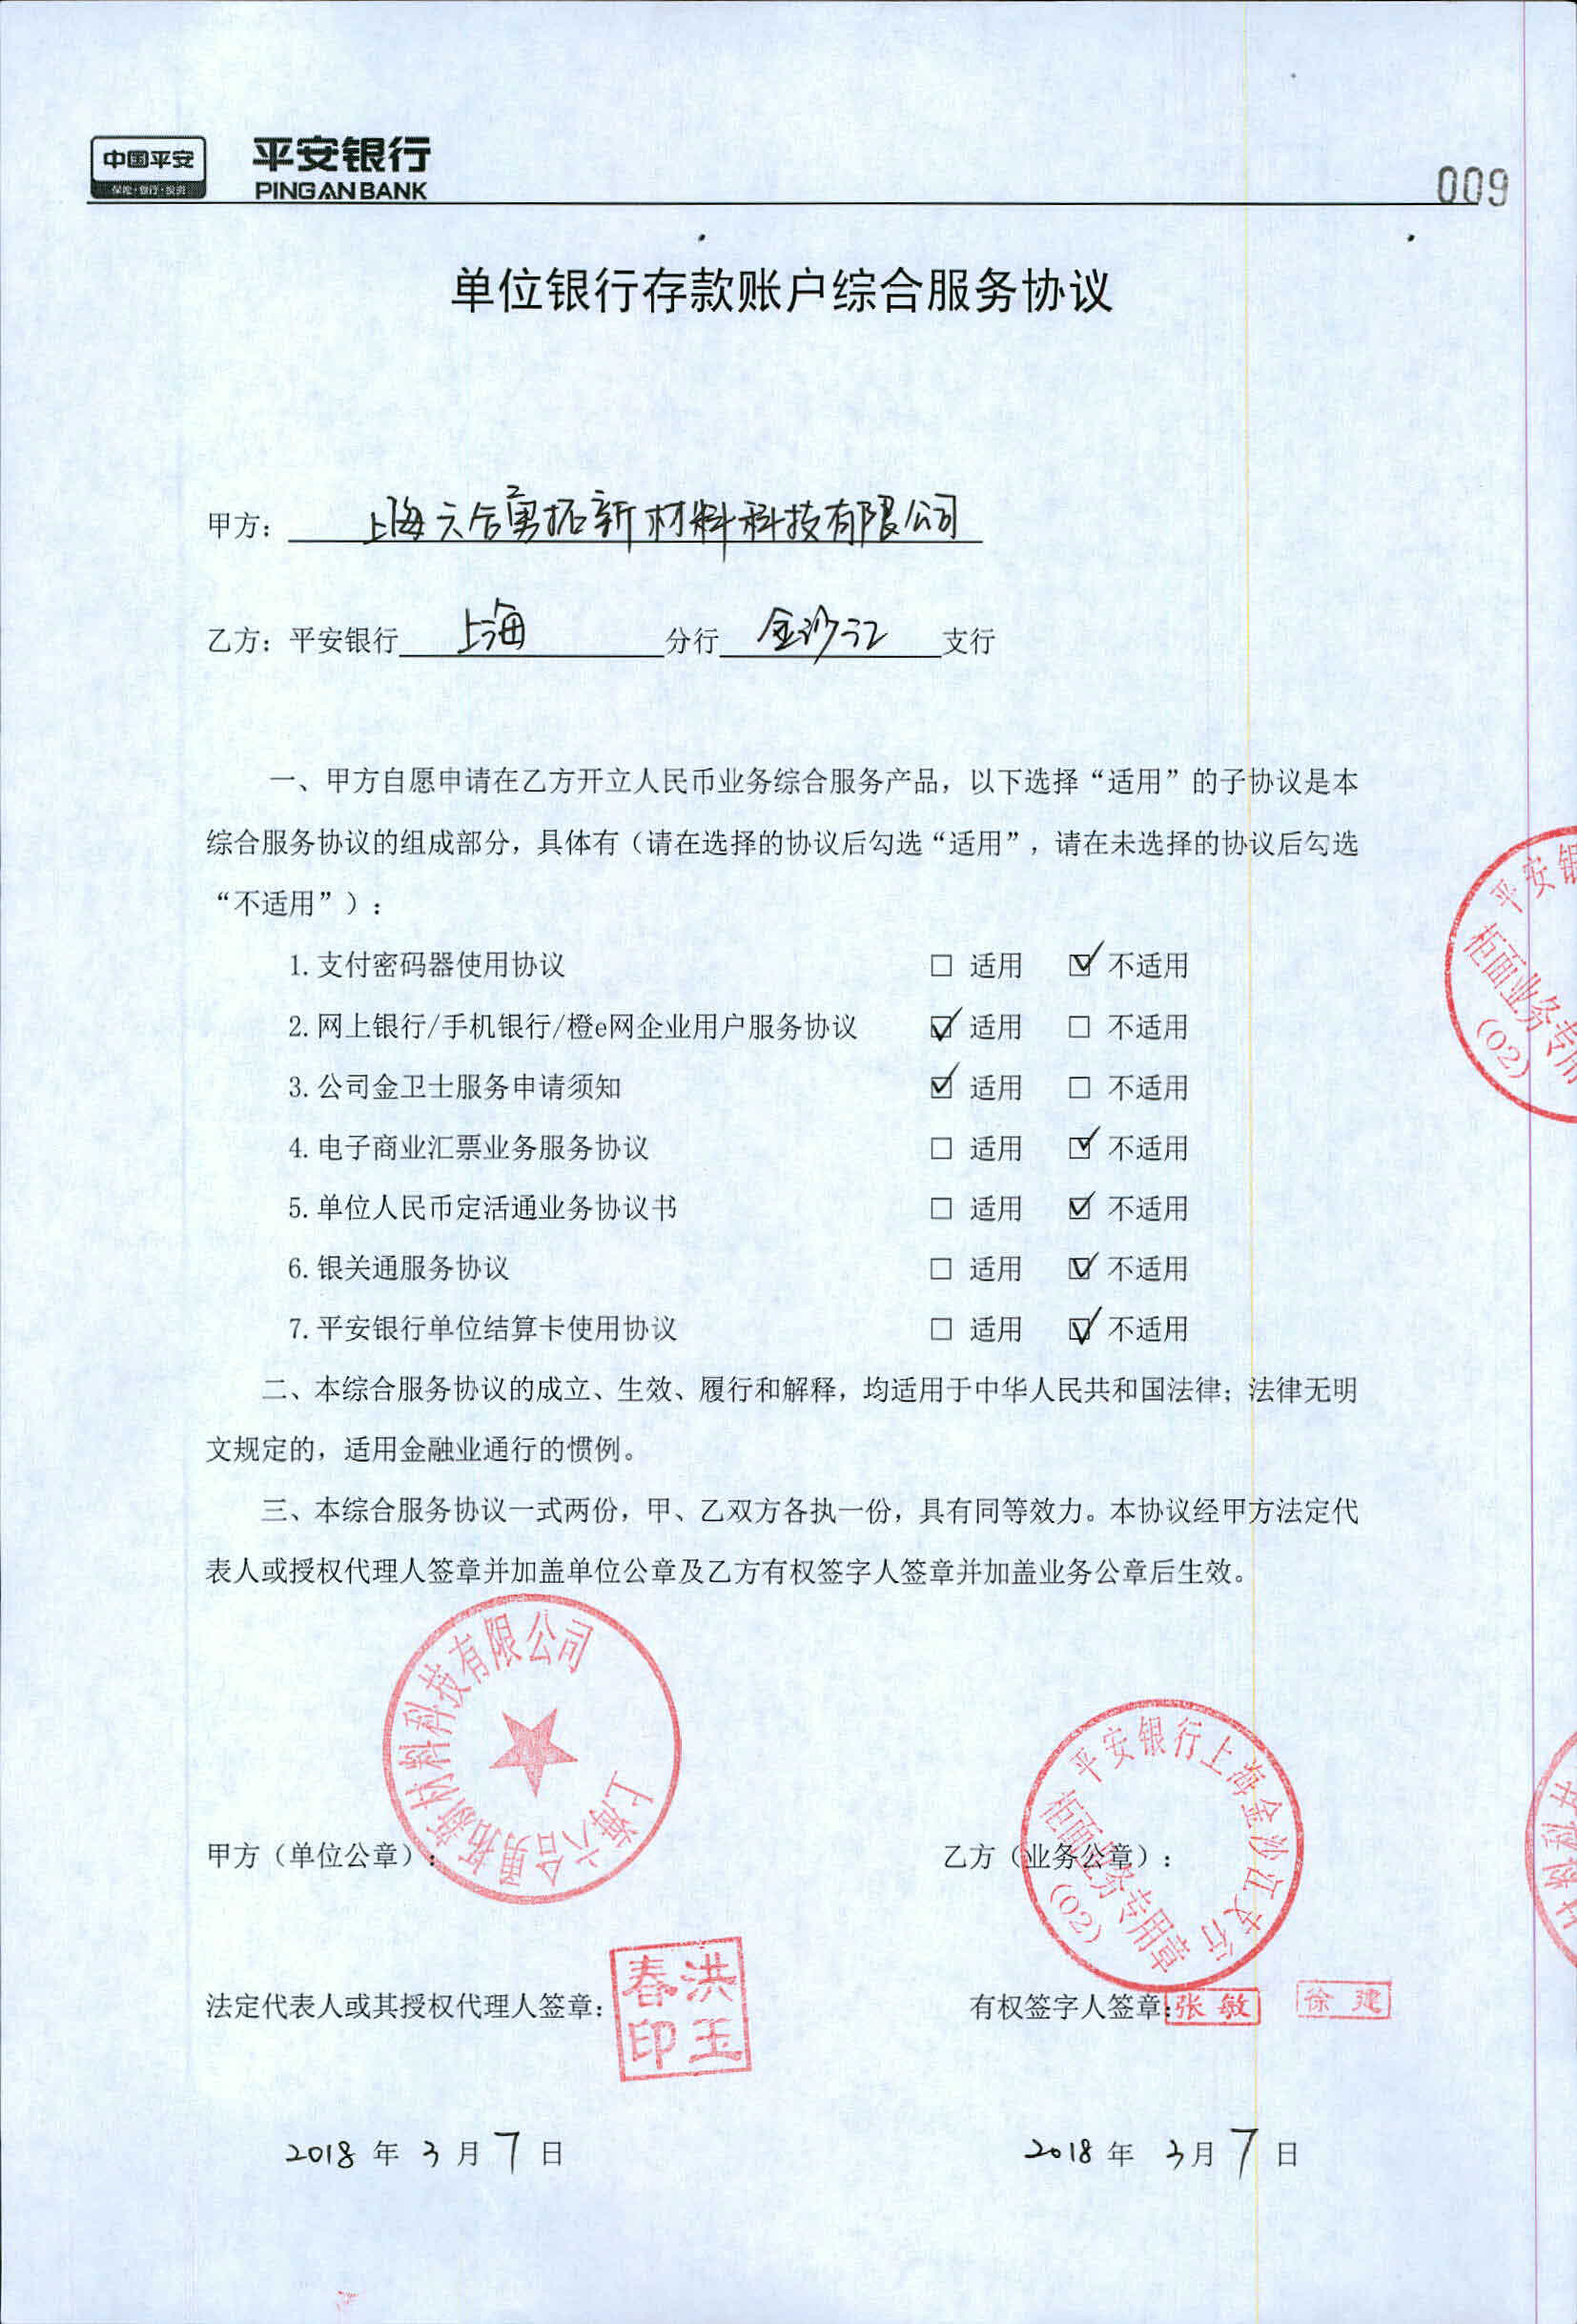 中国平安
保险·银行·投资
平安银行
PINGAN BANK
009
单位银行存款账户综合服务协议
甲方：上海六合勇拓新材料科技有限公司
乙方：平安银行 上海 分行 金沙江 支行
一、甲方自愿申请在乙方开立人民币业务综合服务产品，以下选择“适用”的子协议是本
综合服务协议的组成部分，具体有（请在选择的协议后勾选“适用”，请在未选择的协议后勾选
“不适用”）：
1.支付密码器使用协议 □ 适用 ☑ 不适用
2.网上银行/手机银行/橙e网企业用户服务协议 ☑ 适用 □ 不适用
3.公司金卫士服务申请须知 ☑ 适用 □ 不适用
4.电子商业汇票业务服务协议 □ 适用 ☑ 不适用
5.单位人民币定活通业务协议书 □ 适用 ☑ 不适用
6.银关通服务协议 □ 适用 ☑ 不适用
7.平安银行单位结算卡使用协议 □ 适用 ☑ 不适用
二、本综合服务协议的成立、生效、履行和解释，均适用于中华人民共和国法律；法律无明
文规定的，适用金融业通行的惯例。
三、本综合服务协议一式两份，甲、乙双方各执一份，具有同等效力。本协议经甲方法定代
表人或授权代理人签章并加盖单位公章及乙方有权签字人签章并加盖业务公章后生效。
上海六合勇拓新材料科技有限公司
平安银行上海金沙江支行
柜面业务专用章
(02)
平安银
柜面业务专用
(02)
材料科技
甲方（单位公章）： 乙方（业务公章）：
法定代表人或其授权代理人签章： 洪玉春印 有权签字人签章：张敏 徐建
2018 年 3 月 7 日 2018 年 3 月 7 日